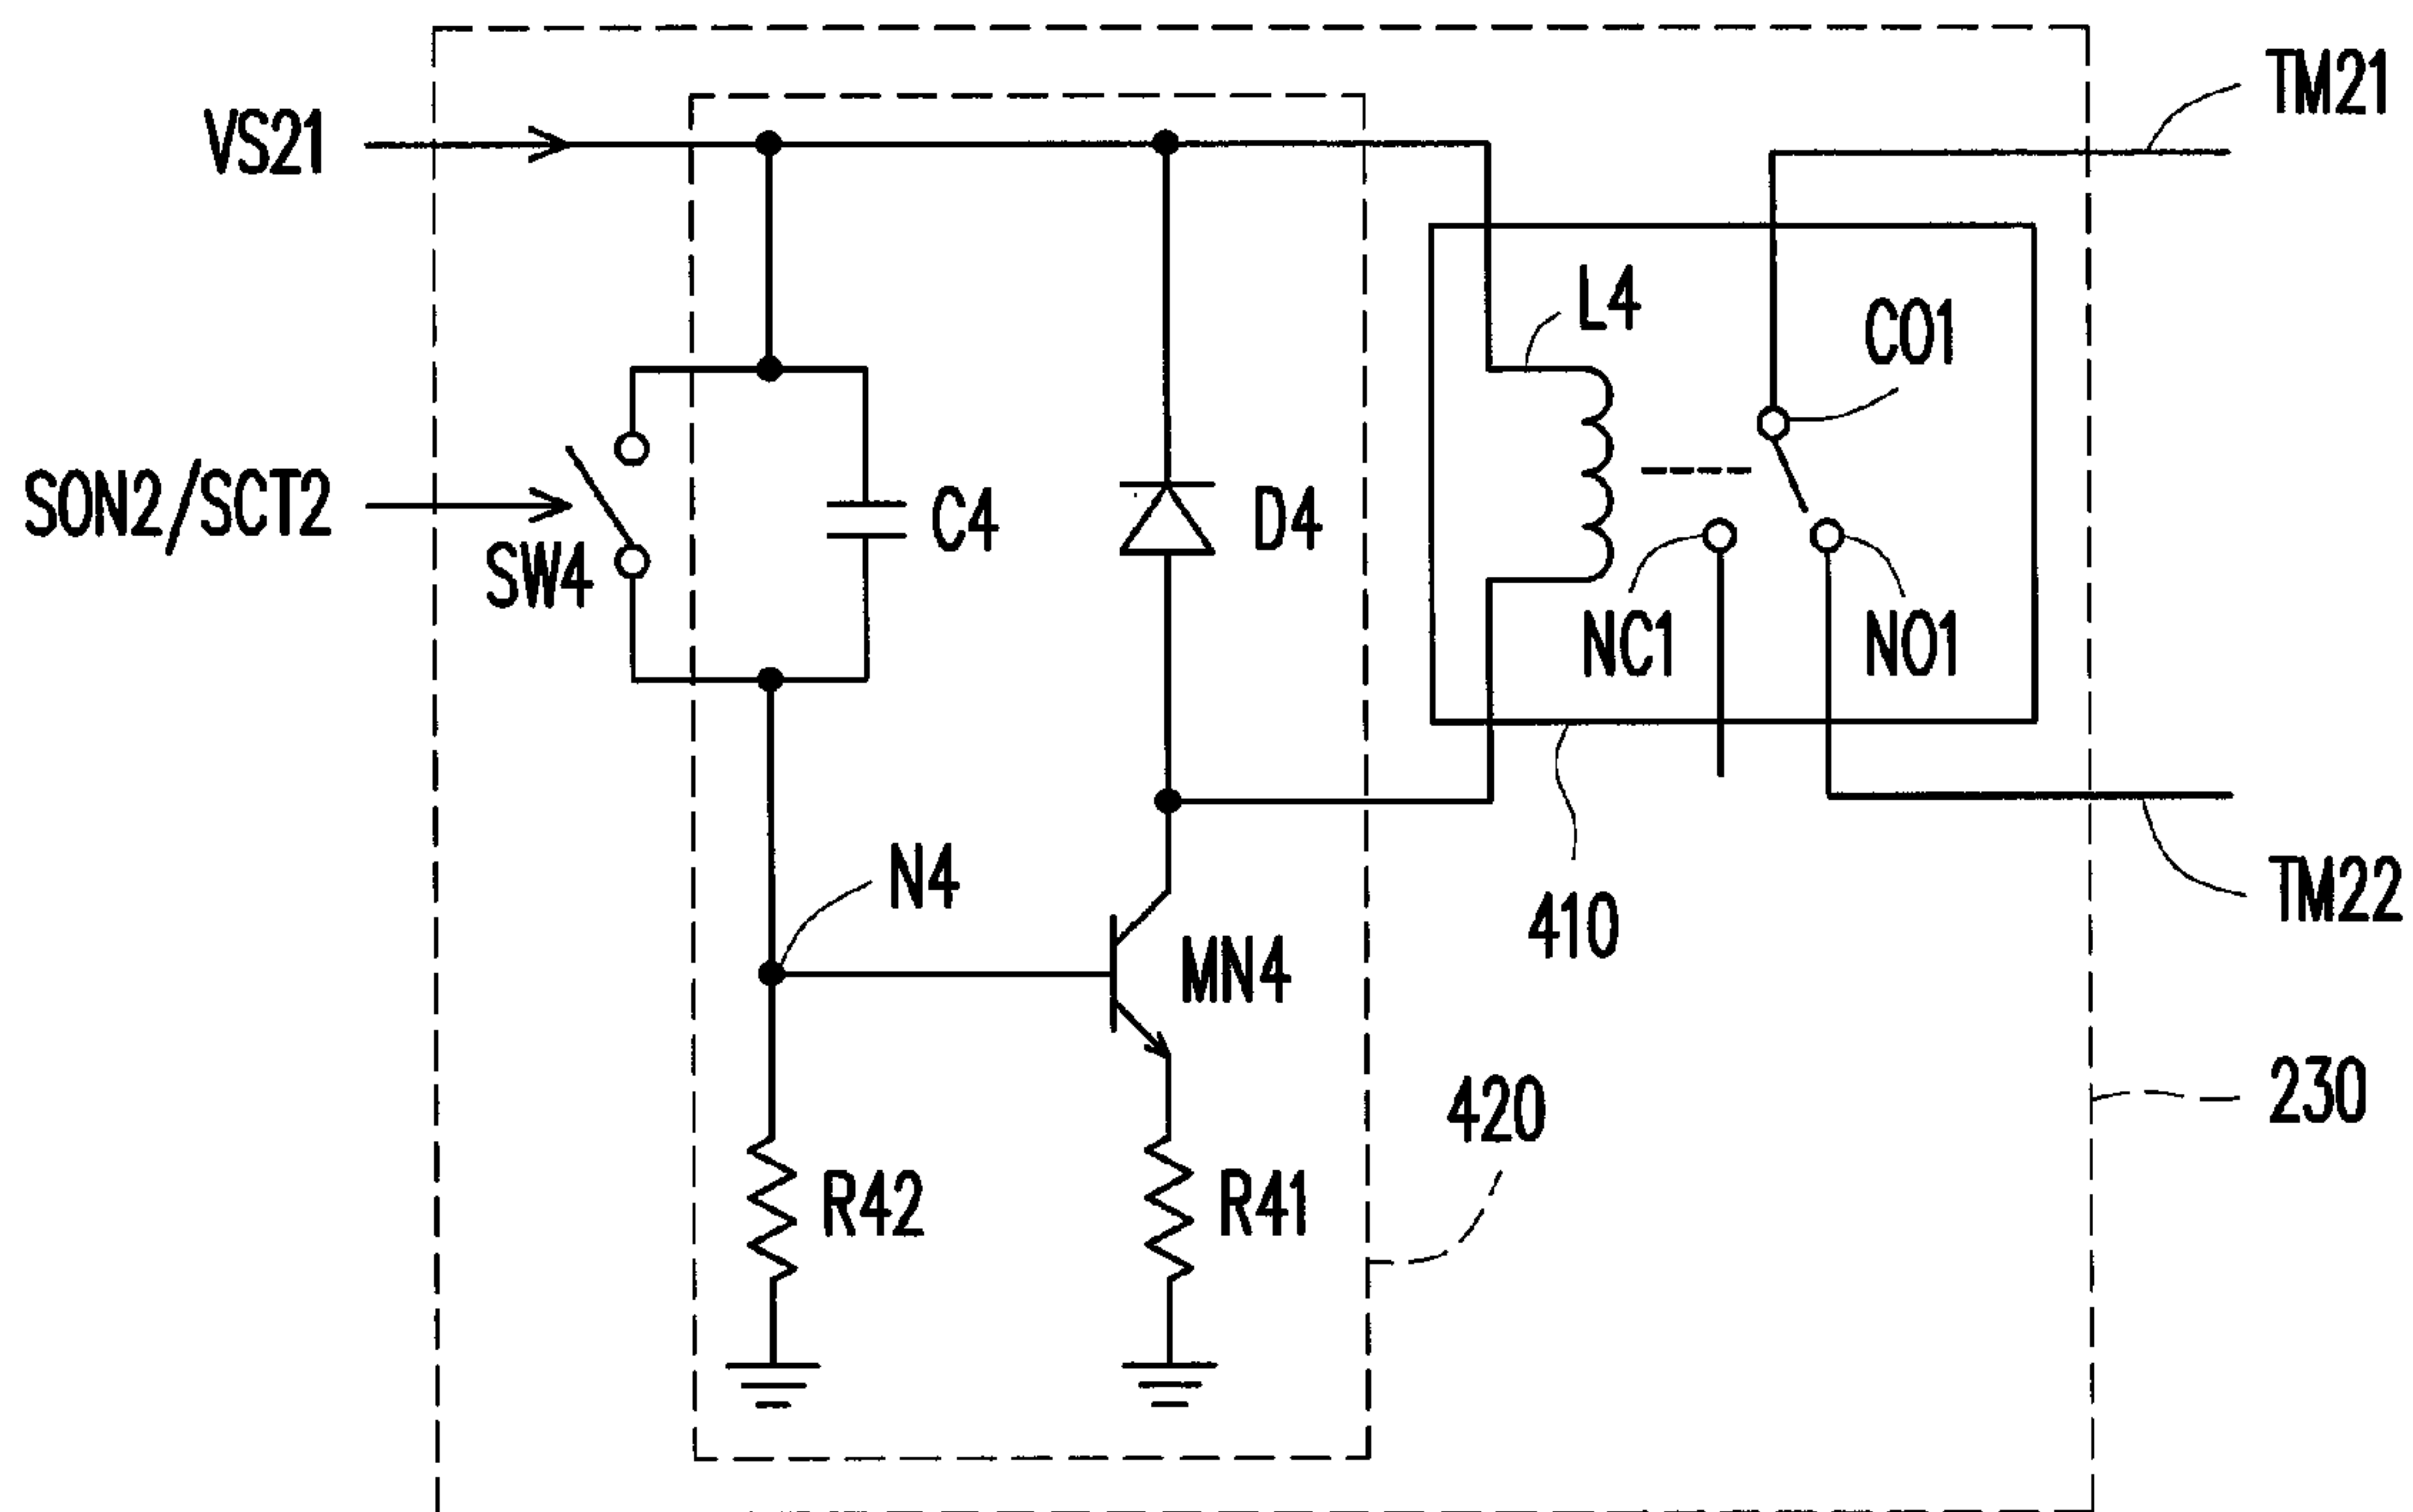 TM21
VS21
L4
CO1
SON2/SCT2
C4
D4
SW4
NC1
NO1
N4
TM22
410
MN4
230
420
R42
R41